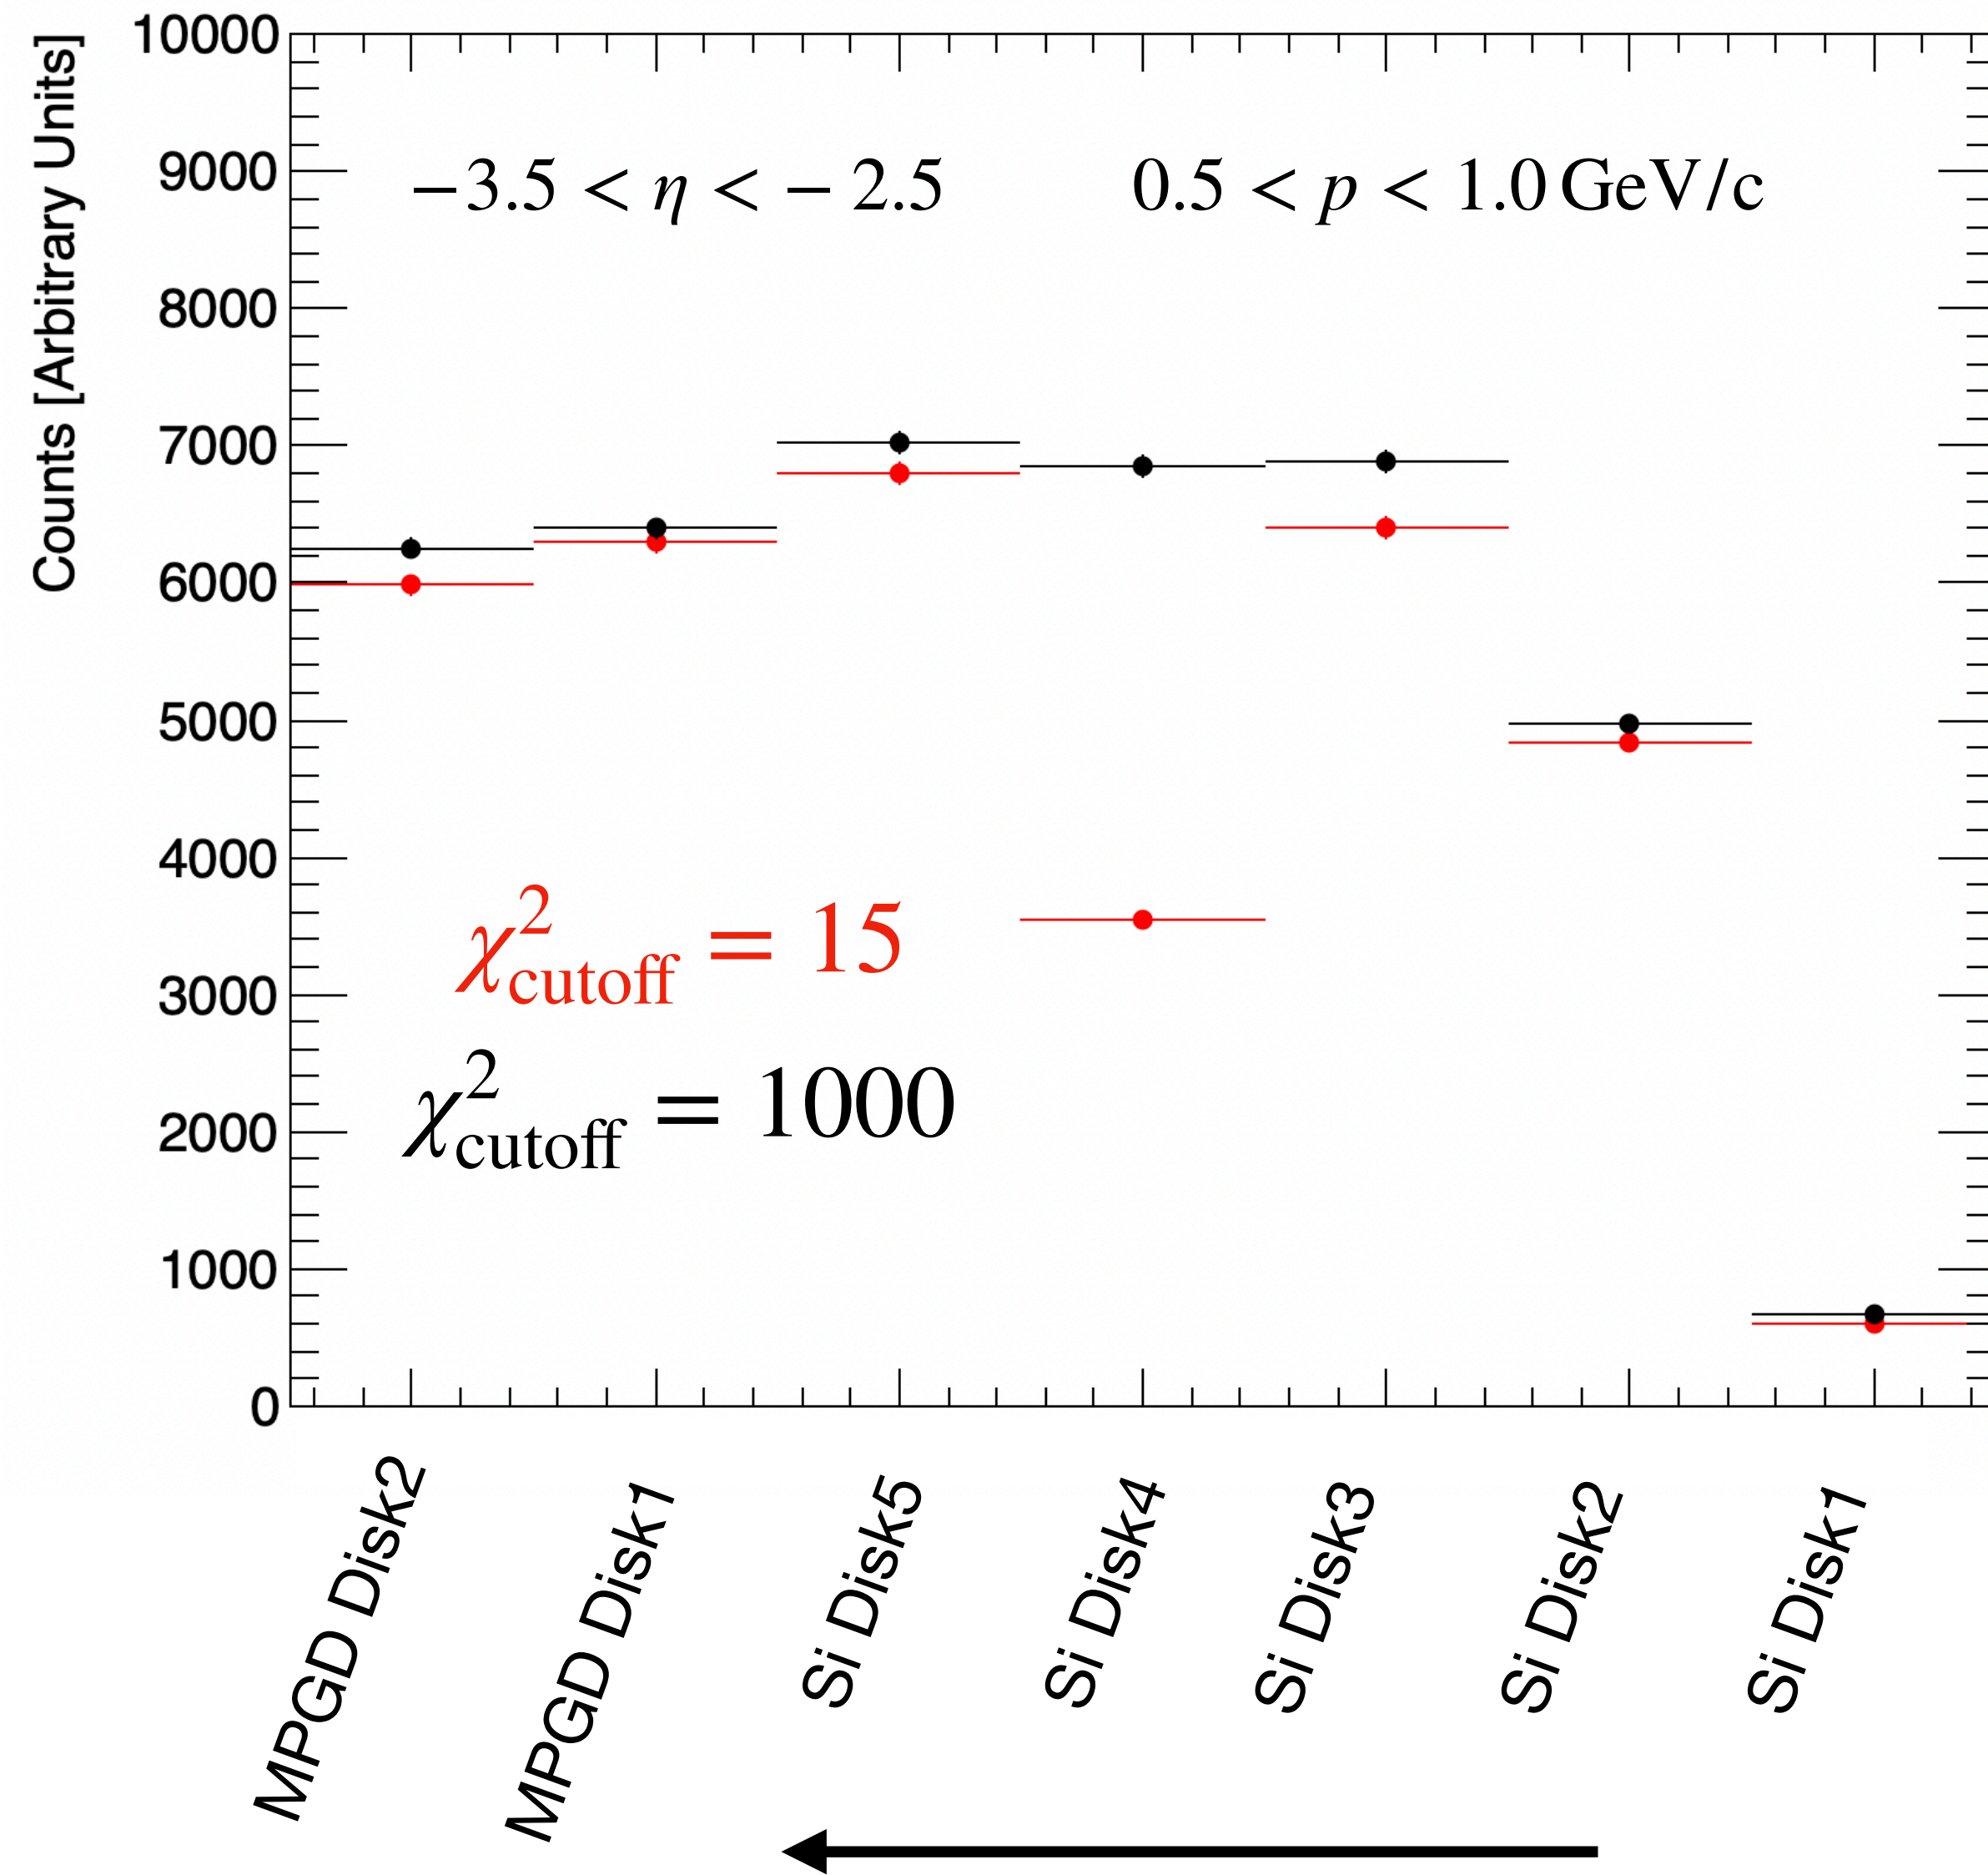 Counts [Arbitrary Units]
10000
9000
8000
7000
6000
5000
4000
3000
2000
1000
0
−3.5 < η < − 2.5
0.5 < p < 1.0 GeV/c
χ²cutoff = 15
χ²cutoff = 1000
MPGD Disk2
MPGD Disk1
Si Disk5
Si Disk4
Si Disk3
Si Disk2
Si Disk1